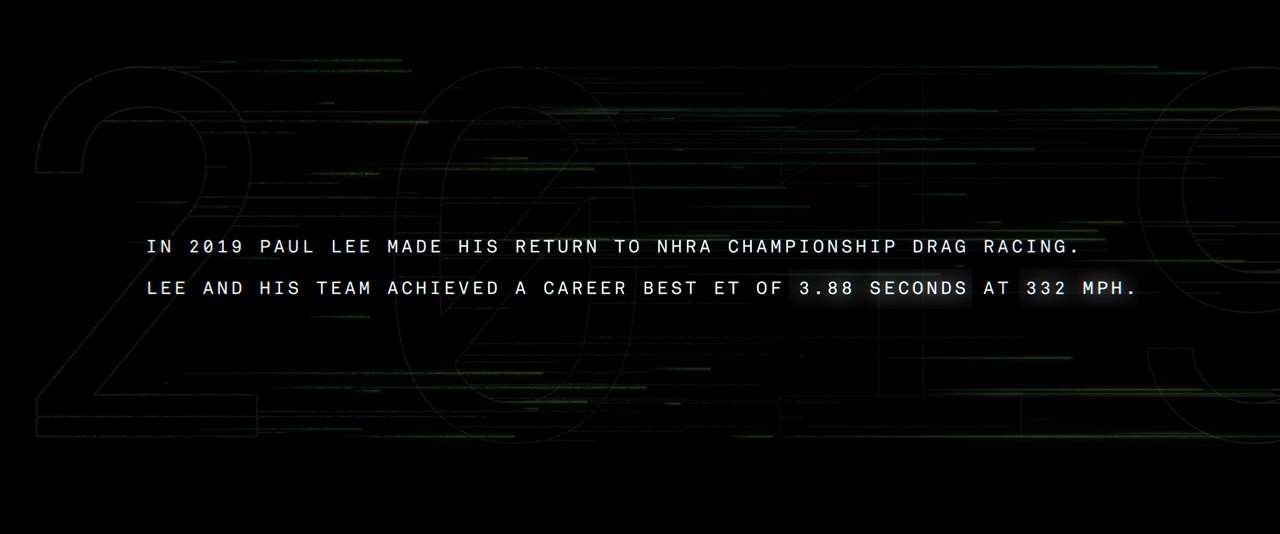 2019
IN 2019 PAUL LEE MADE HIS RETURN TO NHRA CHAMPIONSHIP DRAG RACING.
LEE AND HIS TEAM ACHIEVED A CAREER BEST ET OF 3.88 SECONDS AT 332 MPH.